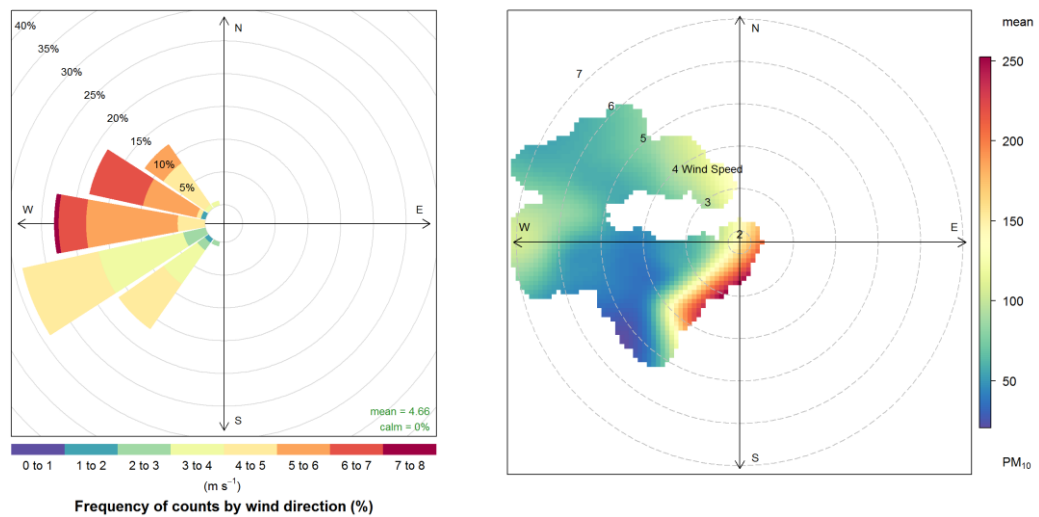 40%
35%
30%
25%
20%
15%
10%
5%
N
W
E
S
mean = 4.66
calm = 0%
0 to 1 1 to 2 2 to 3 3 to 4 4 to 5 5 to 6 6 to 7 7 to 8
(m s⁻¹)
Frequency of counts by wind direction (%)
N
7
6
5
4 Wind Speed
3
2
W
E
S
mean
250
200
150
100
50
PM₁₀